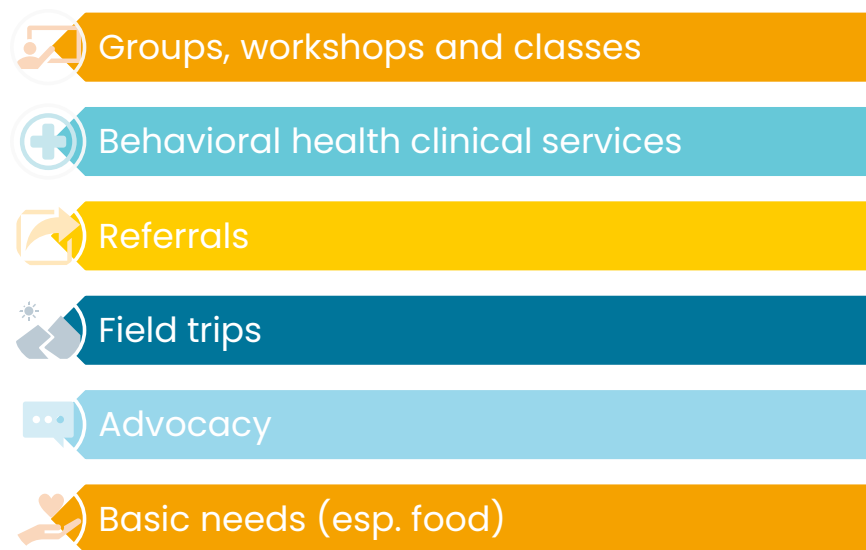 Groups, workshops and classes
Behavioral health clinical services
Referrals
Field trips
Advocacy
Basic needs (esp. food)